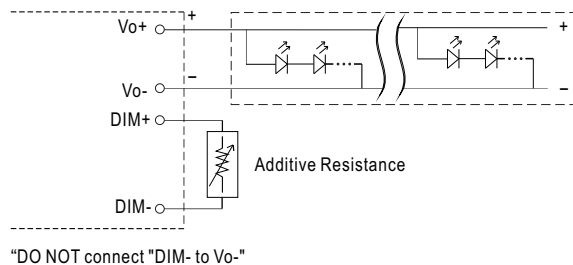 Vo+
+
+
Vo-
–
–
DIM+
Additive Resistance
DIM-
“DO NOT connect "DIM- to Vo-"